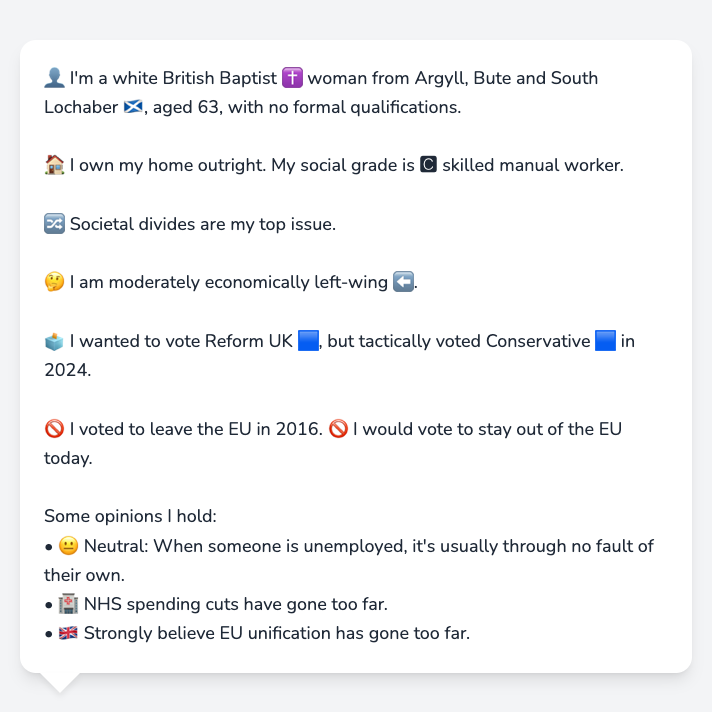 👤 I'm a white British Baptist ✝️ woman from Argyll, Bute and South
Lochaber 🏴󠁧󠁢󠁳󠁣󠁴󠁿, aged 63, with no formal qualifications.
🏠 I own my home outright. My social grade is 🅲 skilled manual worker.
🔀 Societal divides are my top issue.
🤔 I am moderately economically left-wing ⬅️.
🗳️ I wanted to vote Reform UK 🟦, but tactically voted Conservative 🟦 in
2024.
🚫 I voted to leave the EU in 2016. 🚫 I would vote to stay out of the EU
today.
Some opinions I hold:
• 😐 Neutral: When someone is unemployed, it's usually through no fault of
their own.
• 🏥 NHS spending cuts have gone too far.
• 🇬🇧 Strongly believe EU unification has gone too far.